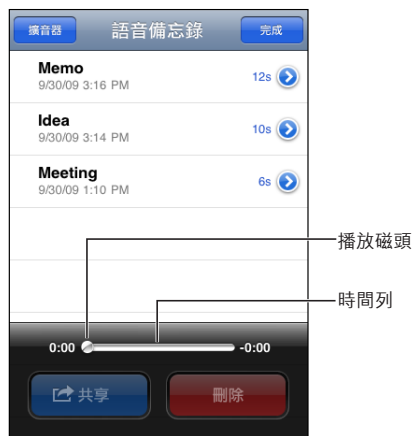 擴音器 語音備忘錄 完成
Memo
9/30/09 3:16 PM
12s
Idea
9/30/09 3:14 PM
10s
Meeting
9/30/09 1:10 PM
6s
播放磁頭
時間列
0:00 -0:00
共享 刪除